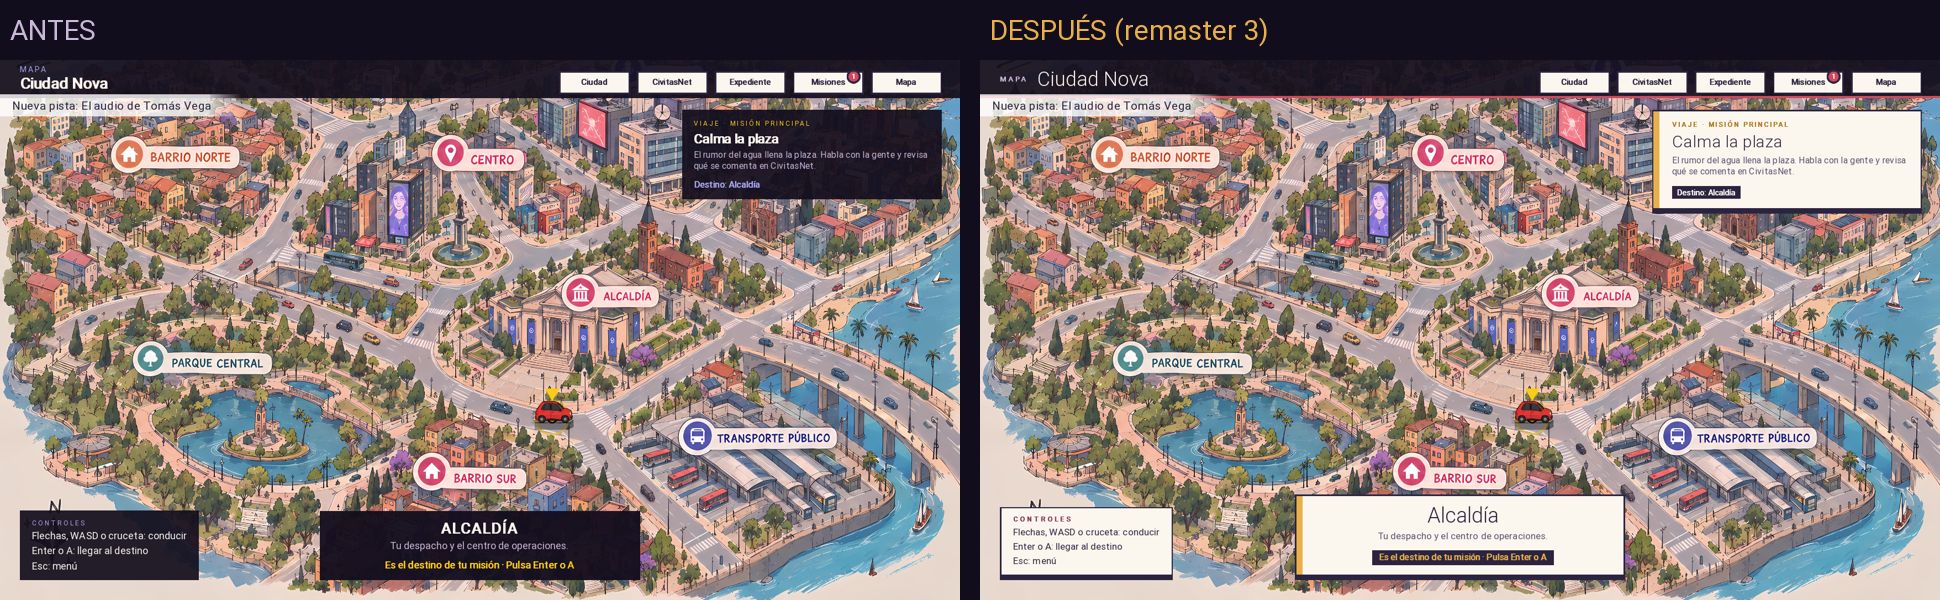 ANTES
MAPA
Ciudad Nova
Ciudad
CivitasNet
Expediente
Misiones
1
Mapa
Nueva pista: El audio de Tomás Vega
VIAJE · MISIÓN PRINCIPAL
Calma la plaza
El rumor del agua llena la plaza. Habla con la gente y revisa
qué se comenta en CivitasNet.
Destino: Alcaldía
BARRIO NORTE
CENTRO
ALCALDÍA
PARQUE CENTRAL
TRANSPORTE PÚBLICO
BARRIO SUR
N
CONTROLES
Flechas, WASD o cruceta: conducir
Enter o A: llegar al destino
Esc: menú
ALCALDÍA
Tu despacho y el centro de operaciones.
Es el destino de tu misión · Pulsa Enter o A
DESPUÉS (remaster 3)
MAPA
Ciudad Nova
Ciudad
CivitasNet
Expediente
Misiones
1
Mapa
Nueva pista: El audio de Tomás Vega
VIAJE · MISIÓN PRINCIPAL
Calma la plaza
El rumor del agua llena la plaza. Habla con la gente y revisa
qué se comenta en CivitasNet.
Destino: Alcaldía
BARRIO NORTE
CENTRO
ALCALDÍA
PARQUE CENTRAL
TRANSPORTE PÚBLICO
BARRIO SUR
CONTROLES
Flechas, WASD o cruceta: conducir
Enter o A: llegar al destino
Esc: menú
Alcaldía
Tu despacho y el centro de operaciones.
Es el destino de tu misión · Pulsa Enter o A